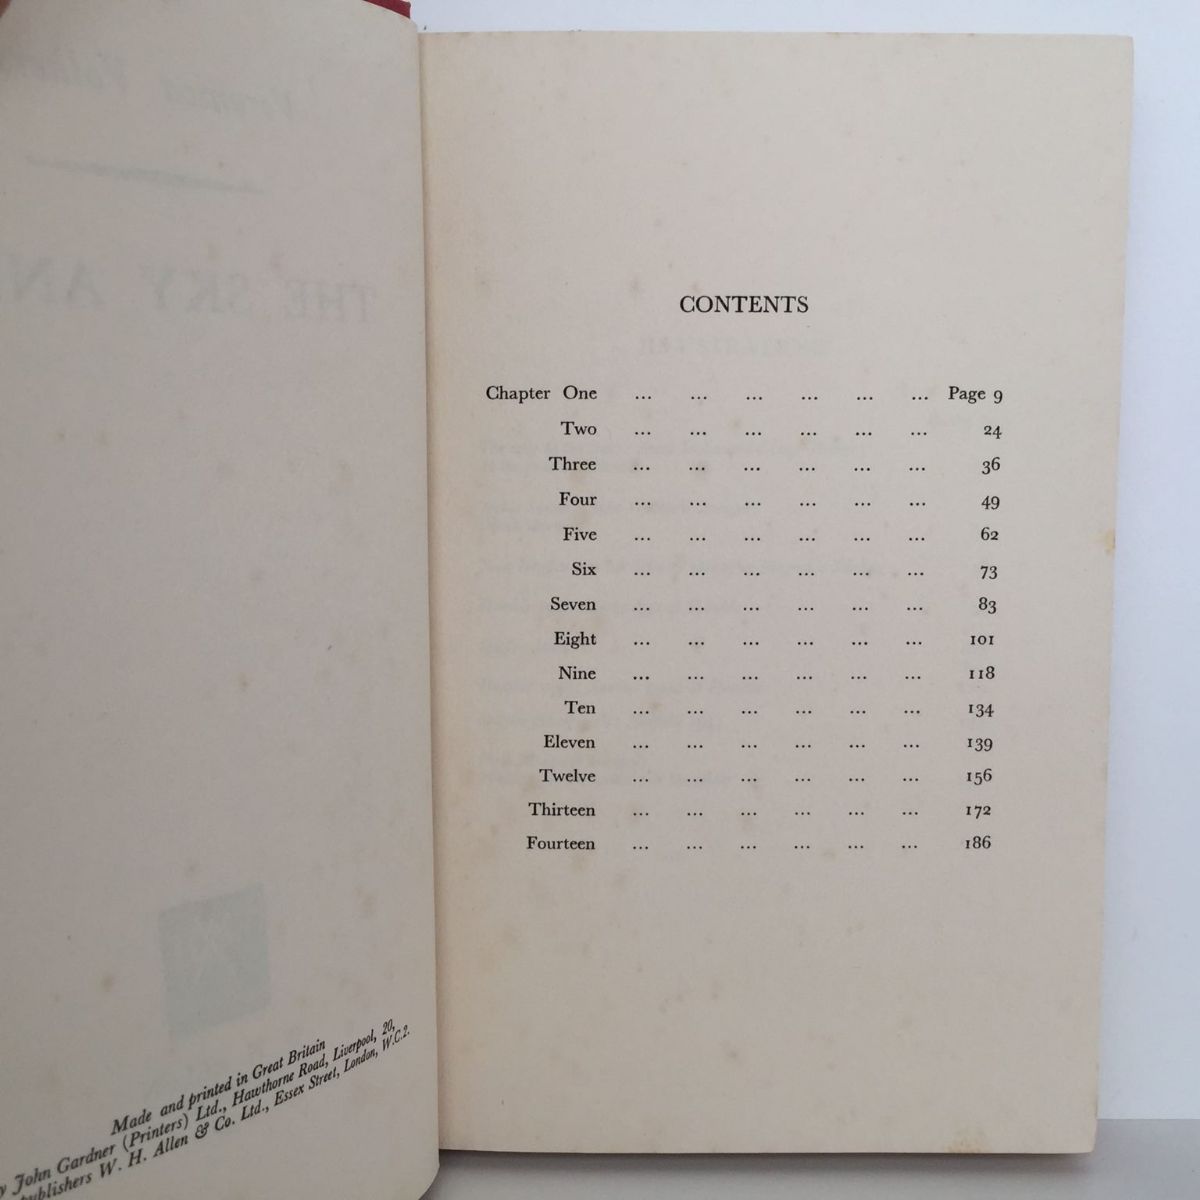 Made and printed in Great Britain
John Gardner (Printers) Ltd., Hawthorne Road, Liverpool, 20,
W. H. Allen & Co. Ltd., Essex Street, London, W.C.2.
CONTENTS
Chapter One ... ... ... ... ... ... Page 9
Two ... ... ... ... ... ... 24
Three ... ... ... ... ... ... 36
Four ... ... ... ... ... ... 49
Five ... ... ... ... ... ... 62
Six ... ... ... ... ... ... 73
Seven ... ... ... ... ... ... 83
Eight ... ... ... ... ... ... 101
Nine ... ... ... ... ... ... 118
Ten ... ... ... ... ... ... 134
Eleven ... ... ... ... ... ... 139
Twelve ... ... ... ... ... ... 156
Thirteen ... ... ... ... ... ... 172
Fourteen ... ... ... ... ... ... 186